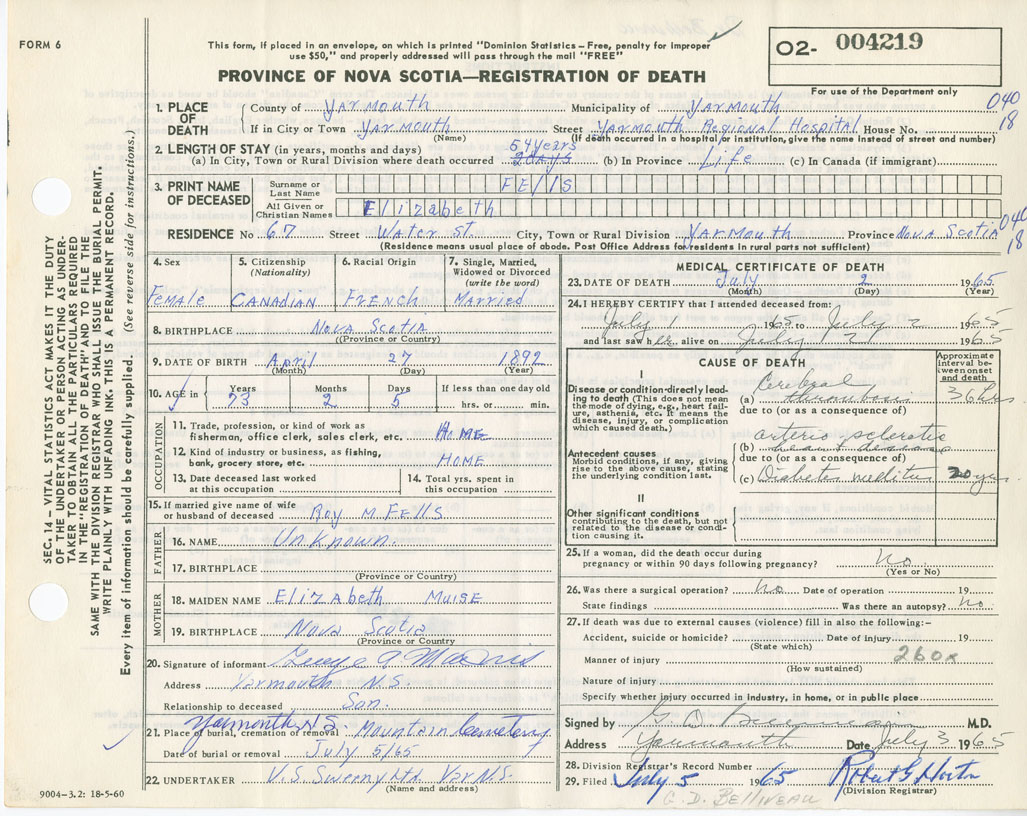 FORM 6
This form, if placed in an envelope, on which is printed "Dominion Statistics – Free, penalty for improper
use $50," and properly addressed will pass through the mail "FREE"
PROVINCE OF NOVA SCOTIA—REGISTRATION OF DEATH
02- 004219
For use of the Department only
040
18
1. PLACE OF DEATH
County of Yarmouth Municipality of Yarmouth
If in City or Town Yarmouth Street Yarmouth Regional Hospital House No.
(Name) (If death occurred in a hospital or institution, give the name instead of street and number)
2. LENGTH OF STAY (in years, months and days)
54 years
(a) In City, Town or Rural Division where death occurred 2 days (b) In Province Life (c) In Canada (if immigrant)
3. PRINT NAME OF DECEASED
Surname or Last Name Fells
All Given or Christian Names Elizabeth
RESIDENCE No 67 Street Water St. City, Town or Rural Division Yarmouth Province Nova Scotia
040
18
(Residence means usual place of abode. Post Office Address for residents in rural parts not sufficient)
4. Sex
Female
5. Citizenship (Nationality)
Canadian
6. Racial Origin
French
7. Single, Married, Widowed or Divorced (write the word)
Married
8. BIRTHPLACE Nova Scotia
(Province or Country)
9. DATE OF BIRTH April 27 1892
(Month) (Day) (Year)
10. AGE in
Years Months Days If less than one day old
73 2 5 hrs. or min.
OCCUPATION
11. Trade, profession, or kind of work as
fisherman, office clerk, sales clerk, etc. Home
12. Kind of industry or business, as fishing,
bank, grocery store, etc. Home
13. Date deceased last worked at this occupation
14. Total yrs. spent in this occupation
15. If married give name of wife
or husband of deceased Roy M. Fells
FATHER
16. NAME Unknown.
17. BIRTHPLACE
(Province or Country)
MOTHER
18. MAIDEN NAME Elizabeth Muise
19. BIRTHPLACE Nova Scotia
(Province or Country)
20. Signature of informant George A
Address Yarmouth N.S.
Relationship to deceased Son.
Yarmouth N.S
21. Place of burial, cremation or removal Mountain Cemetery
Date of burial or removal July 5/65
22. UNDERTAKER V.S. Sweeny Ltd. Yar N.S.
(Name and address)
9004-3.2: 18-5-60
MEDICAL CERTIFICATE OF DEATH
23. DATE OF DEATH July 2 1965
(Month) (Day) (Year)
24. I HEREBY CERTIFY that I attended deceased from:
July 1 1965 to July 2 1965
and last saw her alive on July 2 1965
CAUSE OF DEATH
Approximate interval between onset and death
I
Disease or condition directly leading to death (This does not mean the mode of dying, e.g., heart failure, asthenia, etc. It means the disease, injury, or complication which caused death.)
(a) Cerebral thrombosis 36 hrs.
due to (or as a consequence of)
Antecedent causes
Morbid conditions, if any, giving rise to the above cause, stating the underlying condition last.
(b) arterio sclerotic heart disease
due to (or as a consequence of)
(c) Diabetes mellitus 20 yrs.
II
Other significant conditions
contributing to the death, but not related to the disease or condition causing it.
25. If a woman, did the death occur during
pregnancy or within 90 days following pregnancy? No
(Yes or No)
26. Was there a surgical operation? No Date of operation 19
State findings Was there an autopsy? No
27. If death was due to external causes (violence) fill in also the following:-
Accident, suicide or homicide? Date of injury 19
(State which)
Manner of injury 260x
(How sustained)
Nature of injury
Specify whether injury occurred in industry, in home, or in public place
Signed by G D Belliveau M.D.
Address Yarmouth Date July 3 1965
28. Division Registrar's Record Number
29. Filed July 5 1965
(Division Registrar)
G. D. BELLIVEAU
SEC. 14 – VITAL STATISTICS ACT MAKES IT THE DUTY
OF THE UNDERTAKER OR PERSON ACTING AS UNDER-
TAKER TO OBTAIN ALL THE PARTICULARS REQUIRED
IN THE "REGISTRATION OF DEATH" AND TO FILE THE
SAME WITH THE DIVISION REGISTRAR WHO SHALL ISSUE THE BURIAL PERMIT.
WRITE PLAINLY WITH UNFADING INK. THIS IS A PERMANENT RECORD.
Every item of information should be carefully supplied. (See reverse side for instructions.)